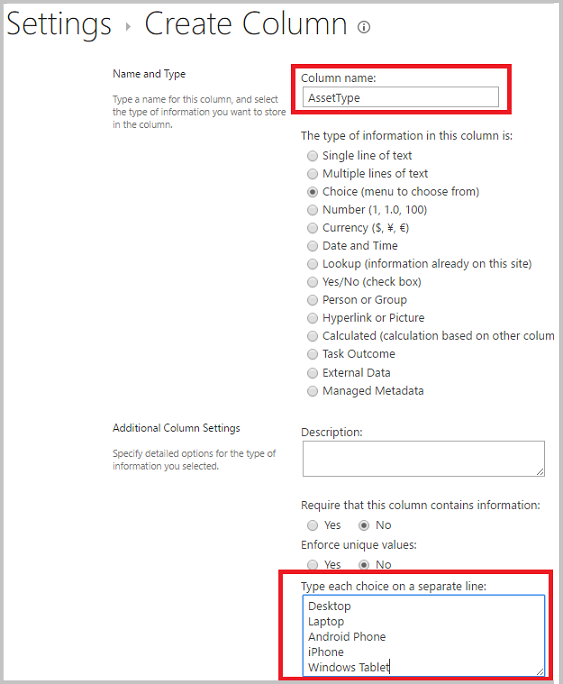 Settings › Create Column
Name and Type
Type a name for this column, and select
the type of information you want to store
in the column.
Column name:
AssetType
The type of information in this column is:
Single line of text
Multiple lines of text
Choice (menu to choose from)
Number (1, 1.0, 100)
Currency ($, ¥, €)
Date and Time
Lookup (information already on this site)
Yes/No (check box)
Person or Group
Hyperlink or Picture
Calculated (calculation based on other colum
Task Outcome
External Data
Managed Metadata
Additional Column Settings
Specify detailed options for the type of
information you selected.
Description:
Require that this column contains information:
Yes No
Enforce unique values:
Yes No
Type each choice on a separate line:
Desktop
Laptop
Android Phone
iPhone
Windows Tablet